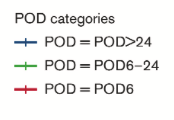 POD categories
POD = POD>24
POD = POD6–24
POD = POD6